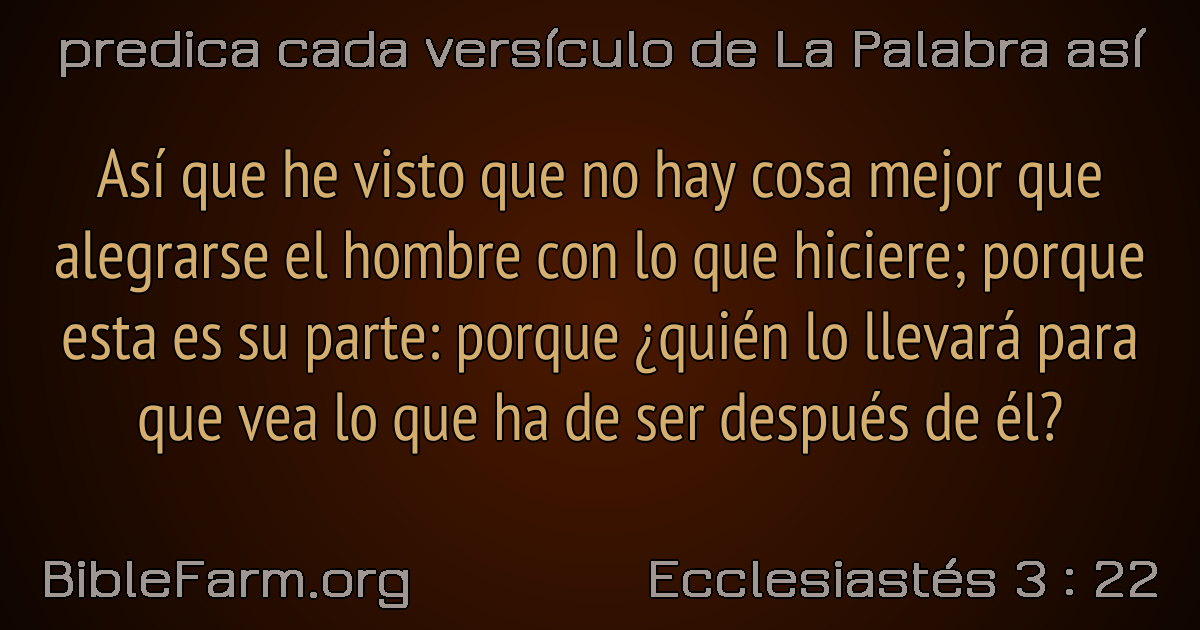 predica cada versículo de La Palabra así
Así que he visto que no hay cosa mejor que
alegrarse el hombre con lo que hiciere; porque
esta es su parte: porque ¿quién lo llevará para
que vea lo que ha de ser después de él?
BibleFarm.org
Ecclesiastés 3 : 22